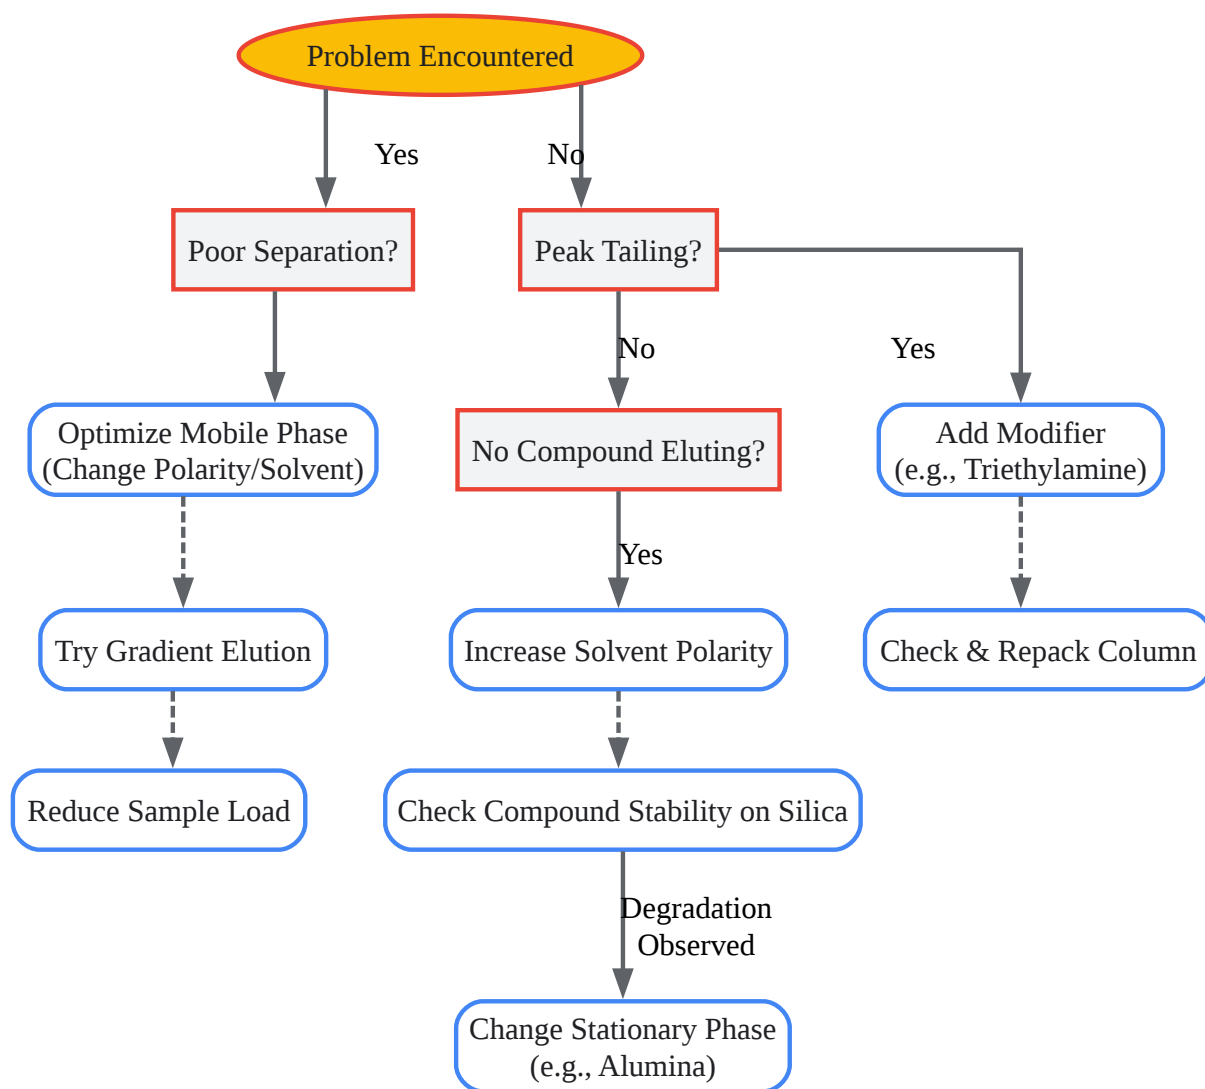 Problem Encountered
Yes
No
Poor Separation?
Peak Tailing?
No
Yes
Optimize Mobile Phase
(Change Polarity/Solvent)
No Compound Eluting?
Add Modifier
(e.g., Triethylamine)
Yes
Try Gradient Elution
Increase Solvent Polarity
Check & Repack Column
Reduce Sample Load
Check Compound Stability on Silica
Degradation
Observed
Change Stationary Phase
(e.g., Alumina)